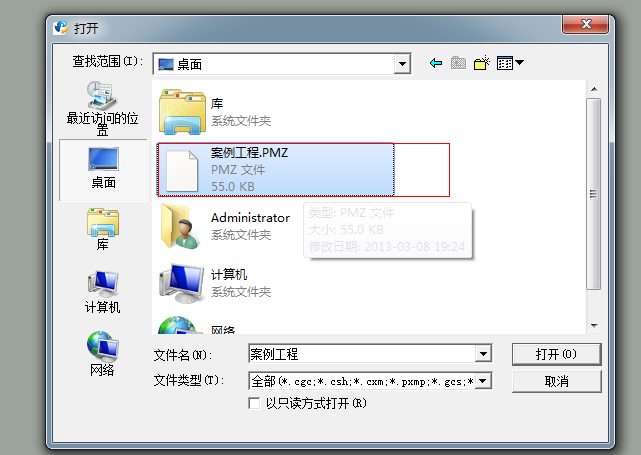 打开
查找范围(I):
桌面
最近访问的位
置
桌面
库
计算机
网络
库
系统文件夹
案例工程.PMZ
PMZ 文件
55.0 KB
Administrator
系统文件夹
类型: PMZ 文件
大小: 55.0 KB
修改日期: 2013-03-08 19:24
计算机
系统文件夹
网络
文件名(N):
案例工程
打开(O)
文件类型(T):
全部(*.cgc;*.csh;*.cxm;*.pxmp;*.gcs;*
取消
以只读方式打开(R)